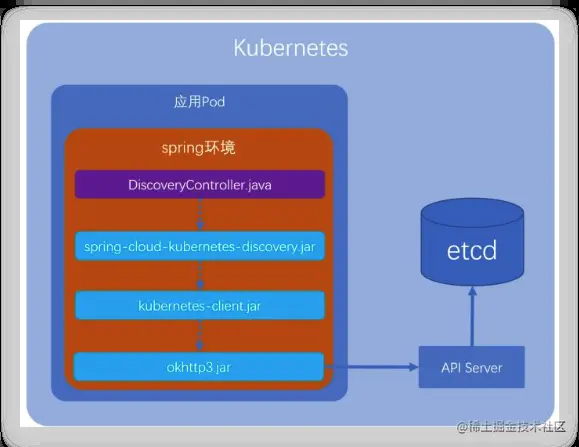 Kubernetes
应用Pod
spring环境
DiscoveryController.java
spring-cloud-kubernetes-discovery.jar
kubernetes-client.jar
okhttp3.jar
etcd
API Server
@稀土掘金技术社区